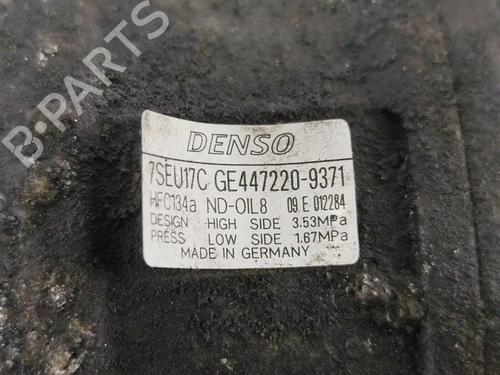 B-PARTS
DENSO
7SEU17C GE447220-9371
HFC134a ND-OIL8 09 E 012284
DESIGN HIGH SIDE 3.53MPa
PRESS LOW SIDE 1.67MPa
MADE IN GERMANY